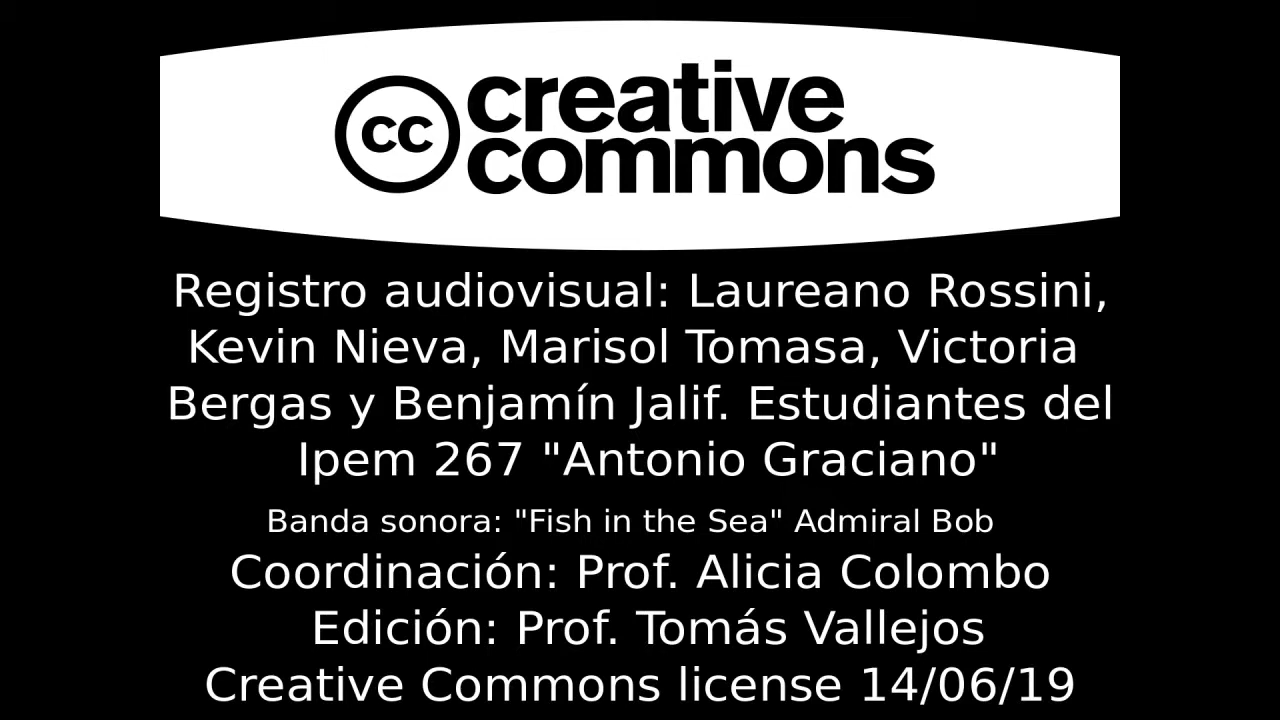 cc creative
commons
Registro audiovisual: Laureano Rossini,
Kevin Nieva, Marisol Tomasa, Victoria
Bergas y Benjamín Jalif. Estudiantes del
Ipem 267 "Antonio Graciano"
Banda sonora: "Fish in the Sea" Admiral Bob
Coordinación: Prof. Alicia Colombo
Edición: Prof. Tomás Vallejos
Creative Commons license 14/06/19